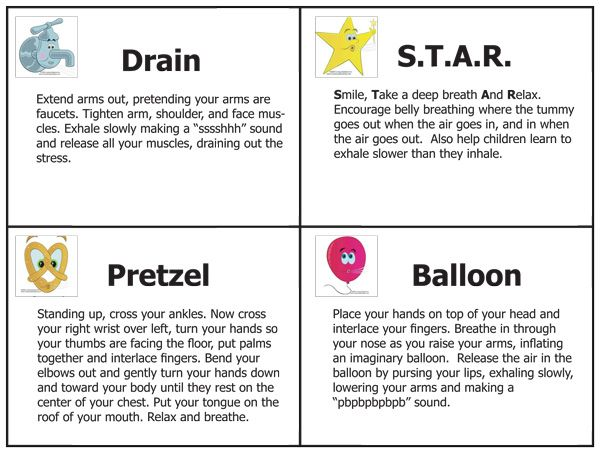 Drain
Extend arms out, pretending your arms are
faucets. Tighten arm, shoulder, and face mus-
cles. Exhale slowly making a “sssshhh” sound
and release all your muscles, draining out the
stress.
S.T.A.R.
Smile, Take a deep breath And Relax.
Encourage belly breathing where the tummy
goes out when the air goes in, and in when
the air goes out.  Also help children learn to
exhale slower than they inhale.
Pretzel
Standing up, cross your ankles. Now cross
your right wrist over left, turn your hands so
your thumbs are facing the floor, put palms
together and interlace fingers. Bend your
elbows out and gently turn your hands down
and toward your body until they rest on the
center of your chest. Put your tongue on the
roof of your mouth. Relax and breathe.
Balloon
Place your hands on top of your head and
interlace your fingers. Breathe in through
your nose as you raise your arms, inflating
an imaginary balloon.  Release the air in the
balloon by pursing your lips, exhaling slowly,
lowering your arms and making a
“pbpbpbpbpb” sound.